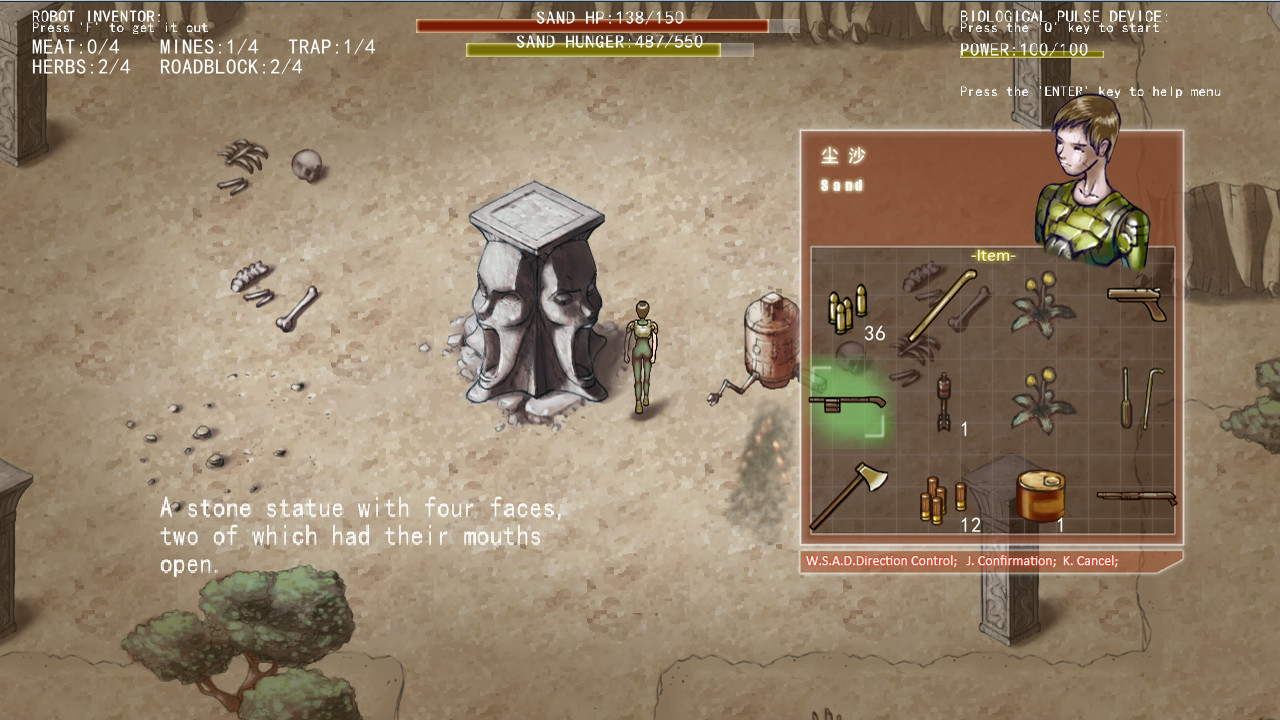 ROBOT INVENTOR:
Press 'F' to get it out
MEAT:0/4 MINES:1/4 TRAP:1/4
HERBS:2/4 ROADBLOCK:2/4
SAND HP:138/150
SAND HUNGER:487/550
BIOLOGICAL PULSE DEVICE:
Press the 'Q' key to start
POWER:100/100
Press the 'ENTER' key to help menu
尘沙
Sand
-Item-
36
1
12
1
A stone statue with four faces,
two of which had their mouths
open.
W.S.A.D.Direction Control; J. Confirmation; K. Cancel;